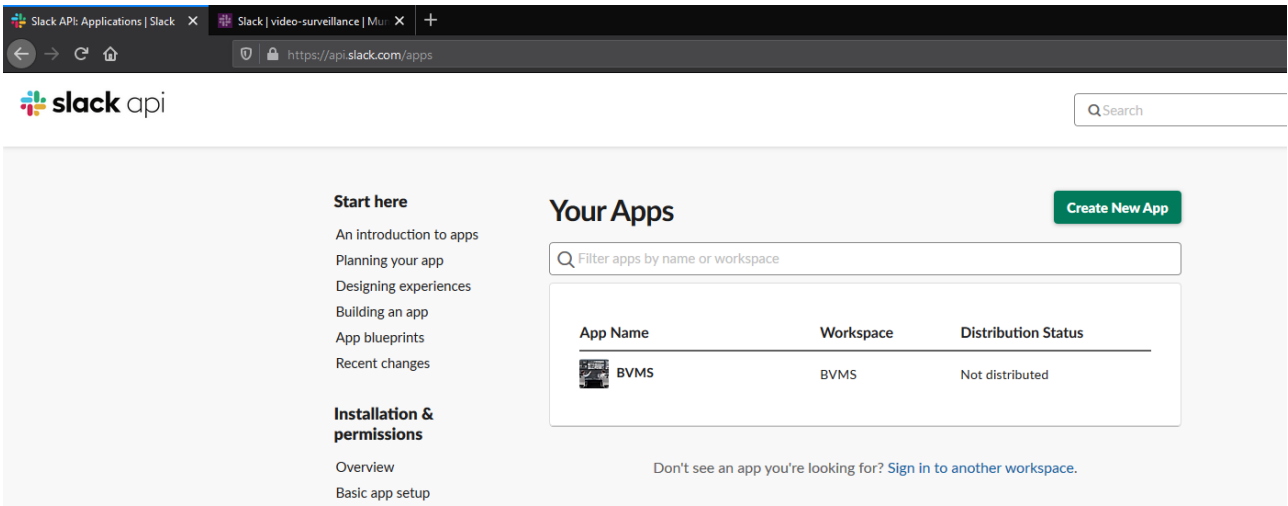 Slack API: Applications | Slack
Slack | video-surveillance | Mur
https://api.slack.com/apps
slack api
Search
Start here
An introduction to apps
Planning your app
Designing experiences
Building an app
App blueprints
Recent changes
Installation &
permissions
Overview
Basic app setup
Your Apps
Create New App
Filter apps by name or workspace
App Name Workspace Distribution Status
BVMS BVMS Not distributed
Don't see an app you're looking for? Sign in to another workspace.